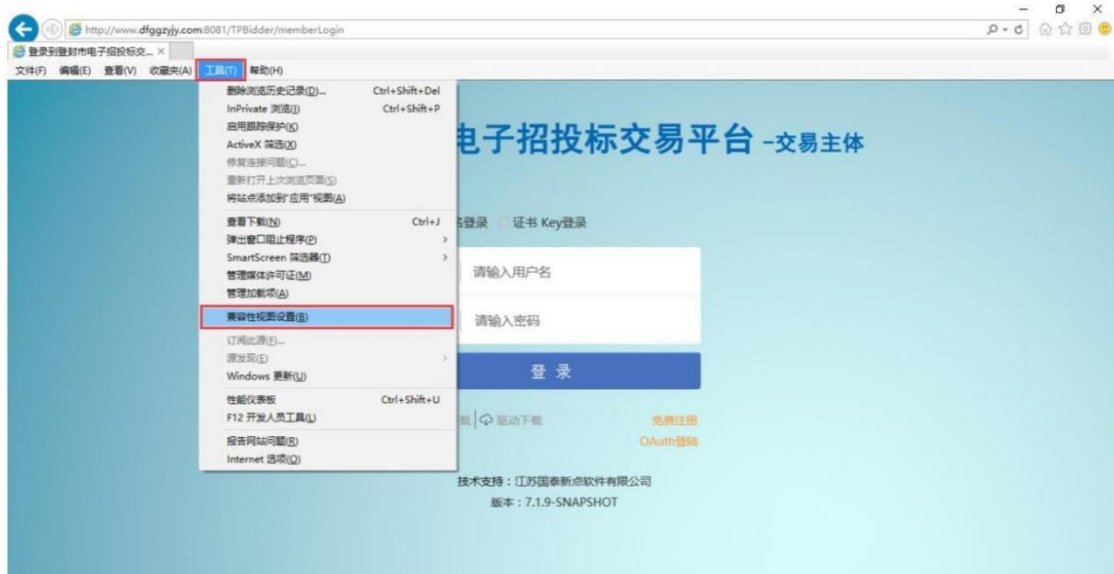 http://www.dfggzyjy.com:8081/TPBidder/memberLogin
登录到登封市电子招投标交... ×
文件(F) 编辑(E) 查看(V) 收藏夹(A) 工具(T) 帮助(H)
删除浏览历史记录(D)... Ctrl+Shift+Del
InPrivate 浏览(I) Ctrl+Shift+P
启用跟踪保护(K)
ActiveX 筛选(X)
修复连接问题(C)...
重新打开上次浏览页面(S)
将站点添加到“应用”视图(A)
查看下载(N) Ctrl+J
弹出窗口阻止程序(P)
SmartScreen 筛选器(T)
管理媒体许可证(M)
管理加载项(A)
兼容性视图设置(B)
订阅此源(F)...
源发现(E)
Windows 更新(U)
性能仪表板 Ctrl+Shift+U
F12 开发人员工具(L)
报告网站问题(R)
Internet 选项(O)
电子招投标交易平台 -交易主体
登录 证书 Key登录
请输入用户名
请输入密码
登 录
载 驱动下载 免费注册
OAuth登陆
技术支持：江苏国泰新点软件有限公司
版本：7.1.9-SNAPSHOT